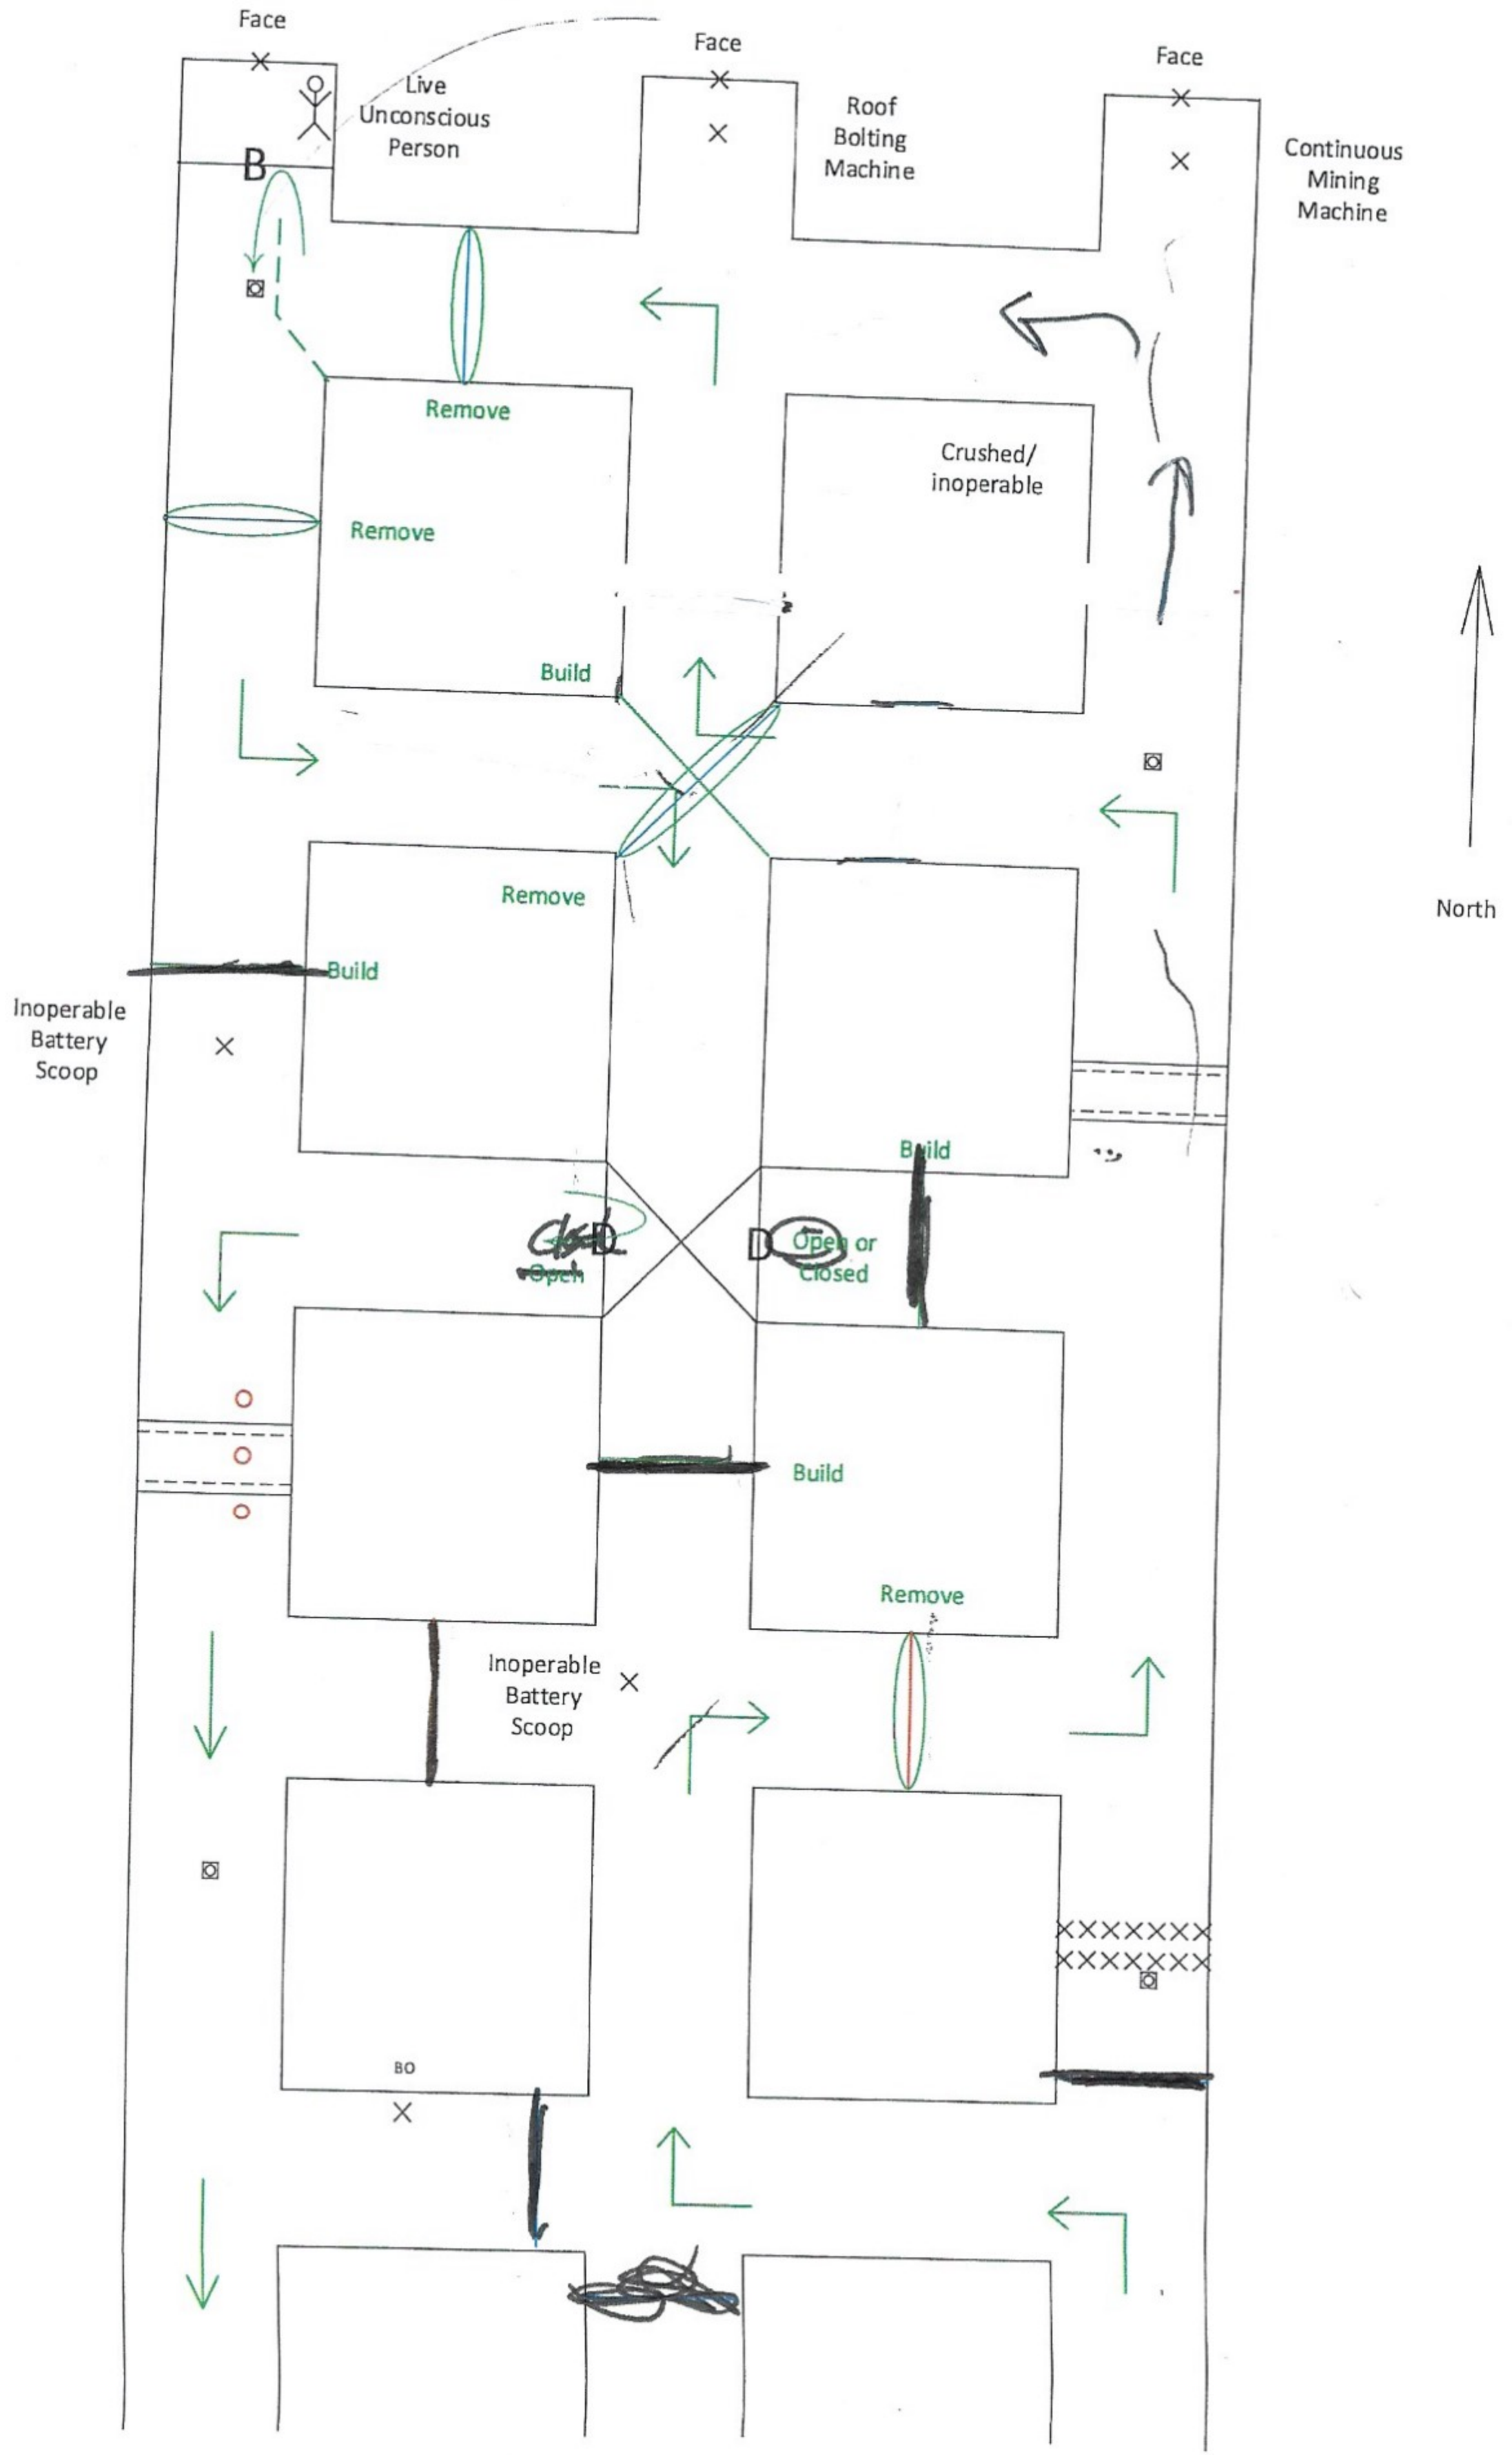 Face
Face
Face
Live
Unconscious
Person
Roof
Bolting
Machine
Continuous
Mining
Machine
B
Remove
Crushed/
inoperable
Remove
Build
North
Remove
Build
Inoperable
Battery
Scoop
Build
D
D
Open or
Closed
Open
Build
Remove
Inoperable
Battery
Scoop
BO